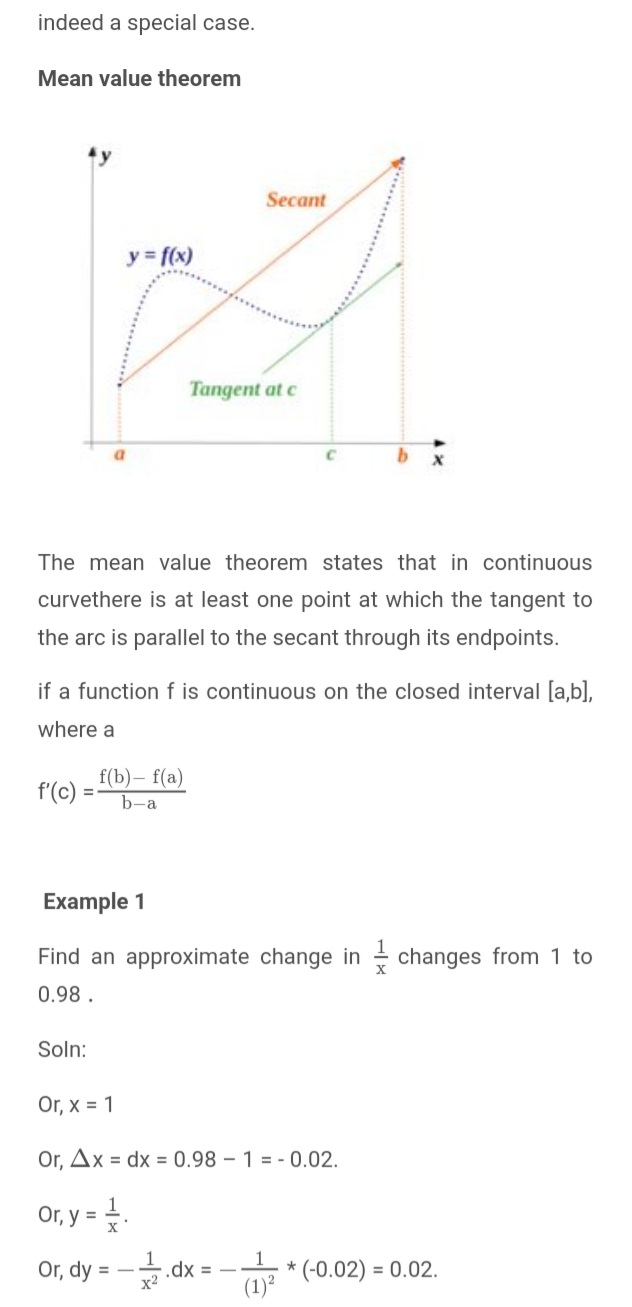 indeed a special case.
Mean value theorem
y
Secant
y = f(x)
Tangent at c
a
c
b
x
The mean value theorem states that in continuous
curvethere is at least one point at which the tangent to
the arc is parallel to the secant through its endpoints.
if a function f is continuous on the closed interval [a,b],
where a
f'(c) = \frac{f(b)− f(a)}{b−a}
Example 1
Find an approximate change in \frac{1}{x} changes from 1 to
0.98 .
Soln:
Or, x = 1
Or, Δx = dx = 0.98 − 1 = - 0.02.
Or, y = \frac{1}{x}.
Or, dy = −\frac{1}{x²}.dx = −\frac{1}{(1)²} * (-0.02) = 0.02.